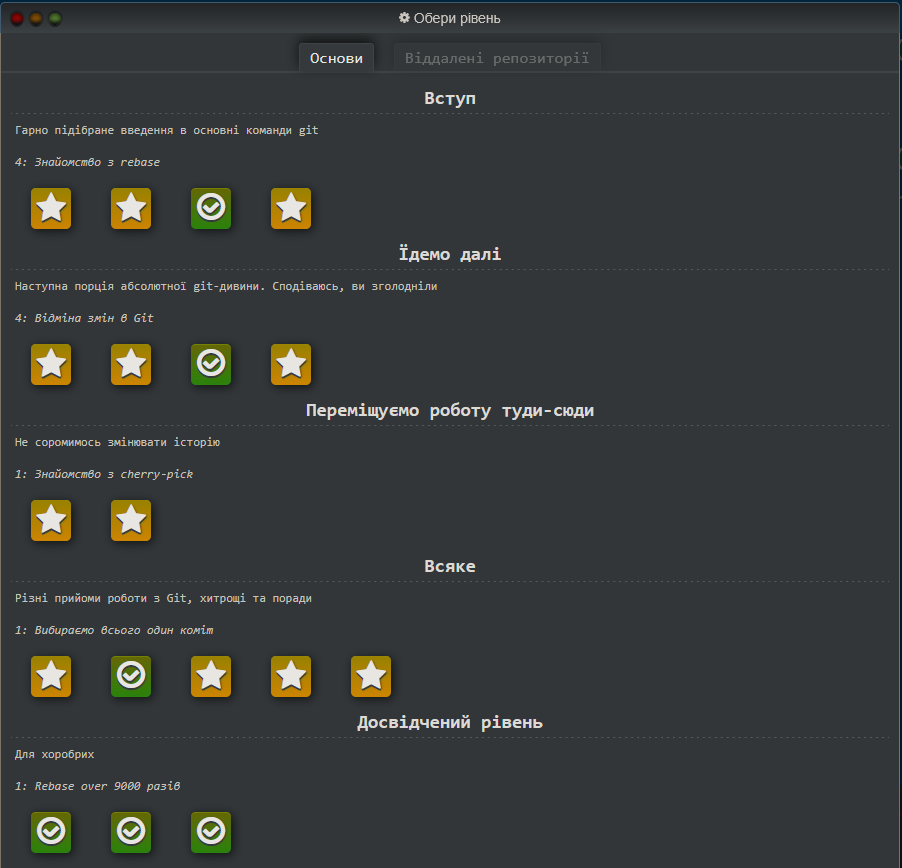 Обери рівень
Основи
Віддалені репозиторії
Вступ
Гарно підібране введення в основні команди git
4: Знайомство з rebase
Їдемо далі
Наступна порція абсолютної git-дивини. Сподіваюсь, ви зголодніли
4: Відміна змін в Git
Переміщуємо роботу туди-сюди
Не соромимось змінювати історію
1: Знайомство з cherry-pick
Всяке
Різні прийоми роботи з Git, хитрощі та поради
1: Вибираємо всього один коміт
Досвідчений рівень
Для хоробрих
1: Rebase over 9000 разів